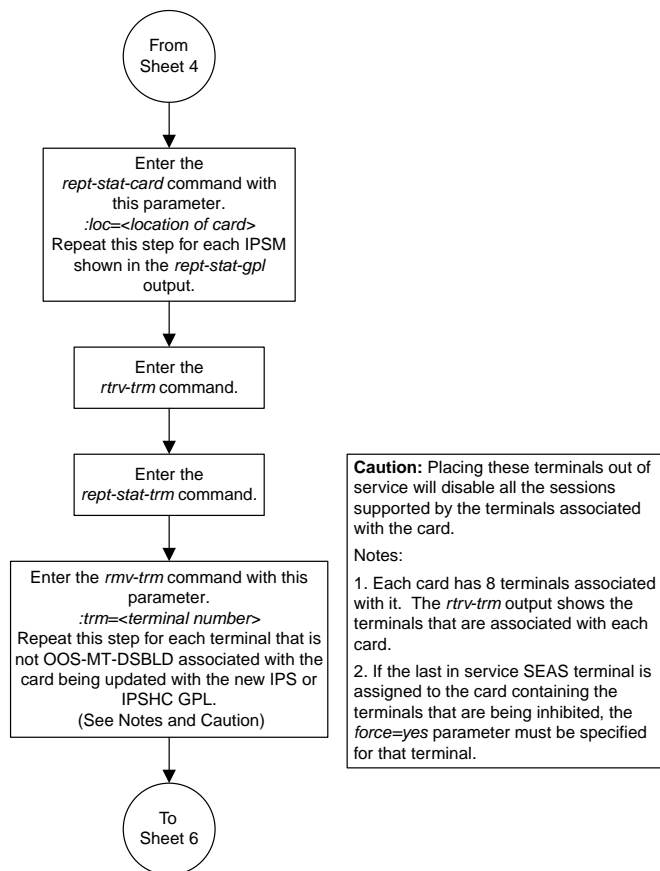 From
Sheet 4
Enter the
rept-stat-card command with
this parameter.
:loc=<location of card>
Repeat this step for each IPSM
shown in the rept-stat-gpl
output.
Enter the
rtrv-trm command.
Enter the
rept-stat-trm command.
Enter the rmv-trm command with this
parameter.
:trm=<terminal number>
Repeat this step for each terminal that is
not OOS-MT-DSBLD associated with the
card being updated with the new IPS or
IPSHC GPL.
(See Notes and Caution)
To
Sheet 6
Caution: Placing these terminals out of
service will disable all the sessions
supported by the terminals associated
with the card.
Notes:
1. Each card has 8 terminals associated
with it. The rtrv-trm output shows the
terminals that are associated with each
card.
2. If the last in service SEAS terminal is
assigned to the card containing the
terminals that are being inhibited, the
force=yes parameter must be specified
for that terminal.